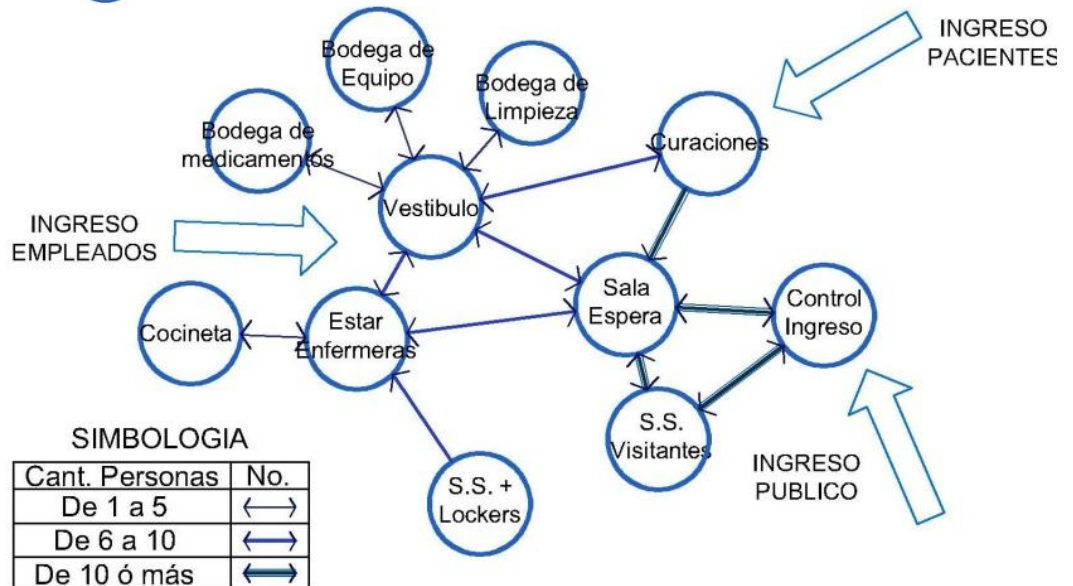 INGRESO
PACIENTES
Bodega de
Equipo
Bodega de
Limpieza
Bodega de
medicamentos
Curaciones
Vestibulo
INGRESO
EMPLEADOS
Sala
Espera
Control
Ingreso
Cocineta
Estar
Enfermeras
S.S.
Visitantes
INGRESO
PUBLICO
S.S. +
Lockers
SIMBOLOGIA
Cant. Personas No.
De 1 a 5
De 6 a 10
De 10 ó más